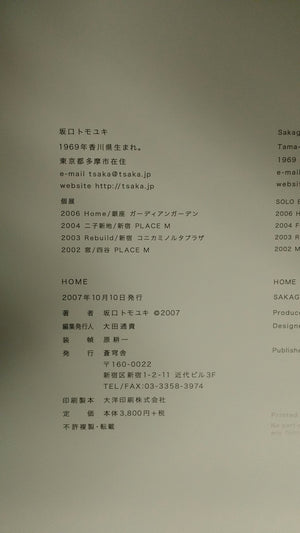 坂口トモユキ
1969年香川県生まれ。
東京都多摩市在住
e-mail tsaka@tsaka.jp
website http://tsaka.jp
個展
2006 Home/銀座 ガーディアンガーデン
2004 二子新地/新宿 PLACE M
2003 Rebuild/新宿 コニカミノルタプラザ
2002 窓/四谷 PLACE M
HOME
2007年10月10日発行
著 者 坂口トモユキ ©2007
編集発行人 大田通貴
装 幀 原 耕一
発 行 蒼穹舎
〒160-0022
新宿区新宿1-2-11 近代ビル3F
TEL/FAX:03-3358-3974
印刷製本 大洋印刷株式会社
定 価 本体3,800円+税
不許複製・転載
Sakag
Tama-
1969
SOLO E
2006 H
2004 F
2003 R
2002 M
HOME
SAKAG
Produce
Designe
Publishe
Printed
No part o